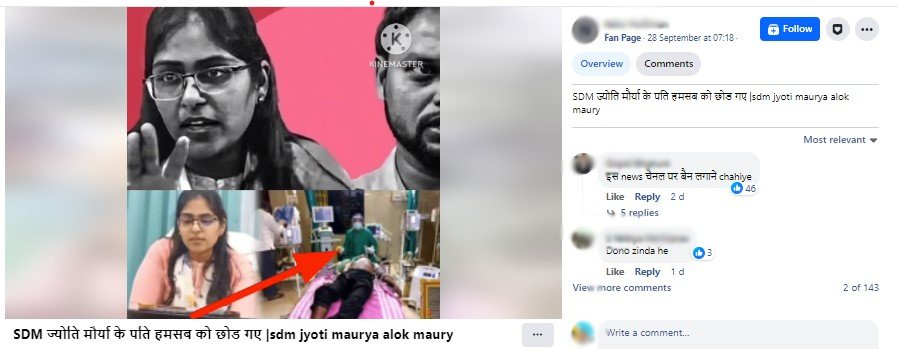 KINEMASTER
SDM ज्योति मौर्या के पति हमसब को छोड गए |sdm jyoti maurya alok maury
...
Fan Page · 28 September at 07:18 ·
Follow
Overview
Comments
SDM ज्योति मौर्या के पति हमसब को छोड गए |sdm jyoti maurya alok
maury
Most relevant
इस news चैनल पर बैन लगाने chahiye
46
Like Reply 2 d
5 replies
Dono zinda he
3
Like Reply 1 d
View more comments
2 of 143
Write a comment...